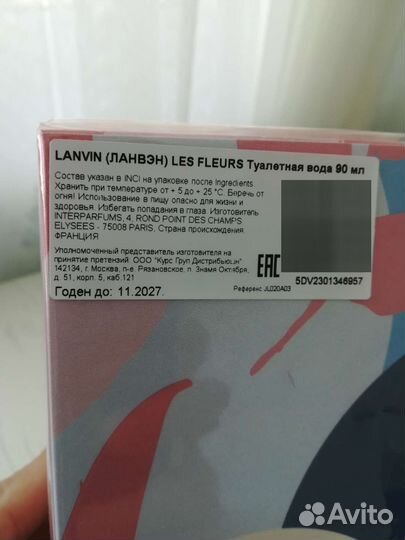 LANVIN (ЛАНВЭН) LES FLEURS Туалетная вода 90 мл
Состав указан в INCI на упаковке после Ingredients.
Хранить при температуре от + 5 до + 25 °C. Беречь от
огня! Использование в пищу опасно для жизни и
здоровья. Избегать попадания в глаза. Изготовитель
INTERPARFUMS, 4, ROND POINT DES CHAMPS
ELYSEES - 75008 PARIS. Страна происхождения
ФРАНЦИЯ
Уполномоченный представитель изготовителя на
принятие претензий ООО "Курс Груп Дистрибьюшн"
142134, г. Москва, п-е Рязановское, п. Знамя Октября,
д. 51, корп. 5, каб.121
Годен до: 11.2027.
EAC
5DV2301346957
Референс JL020A03
Avito